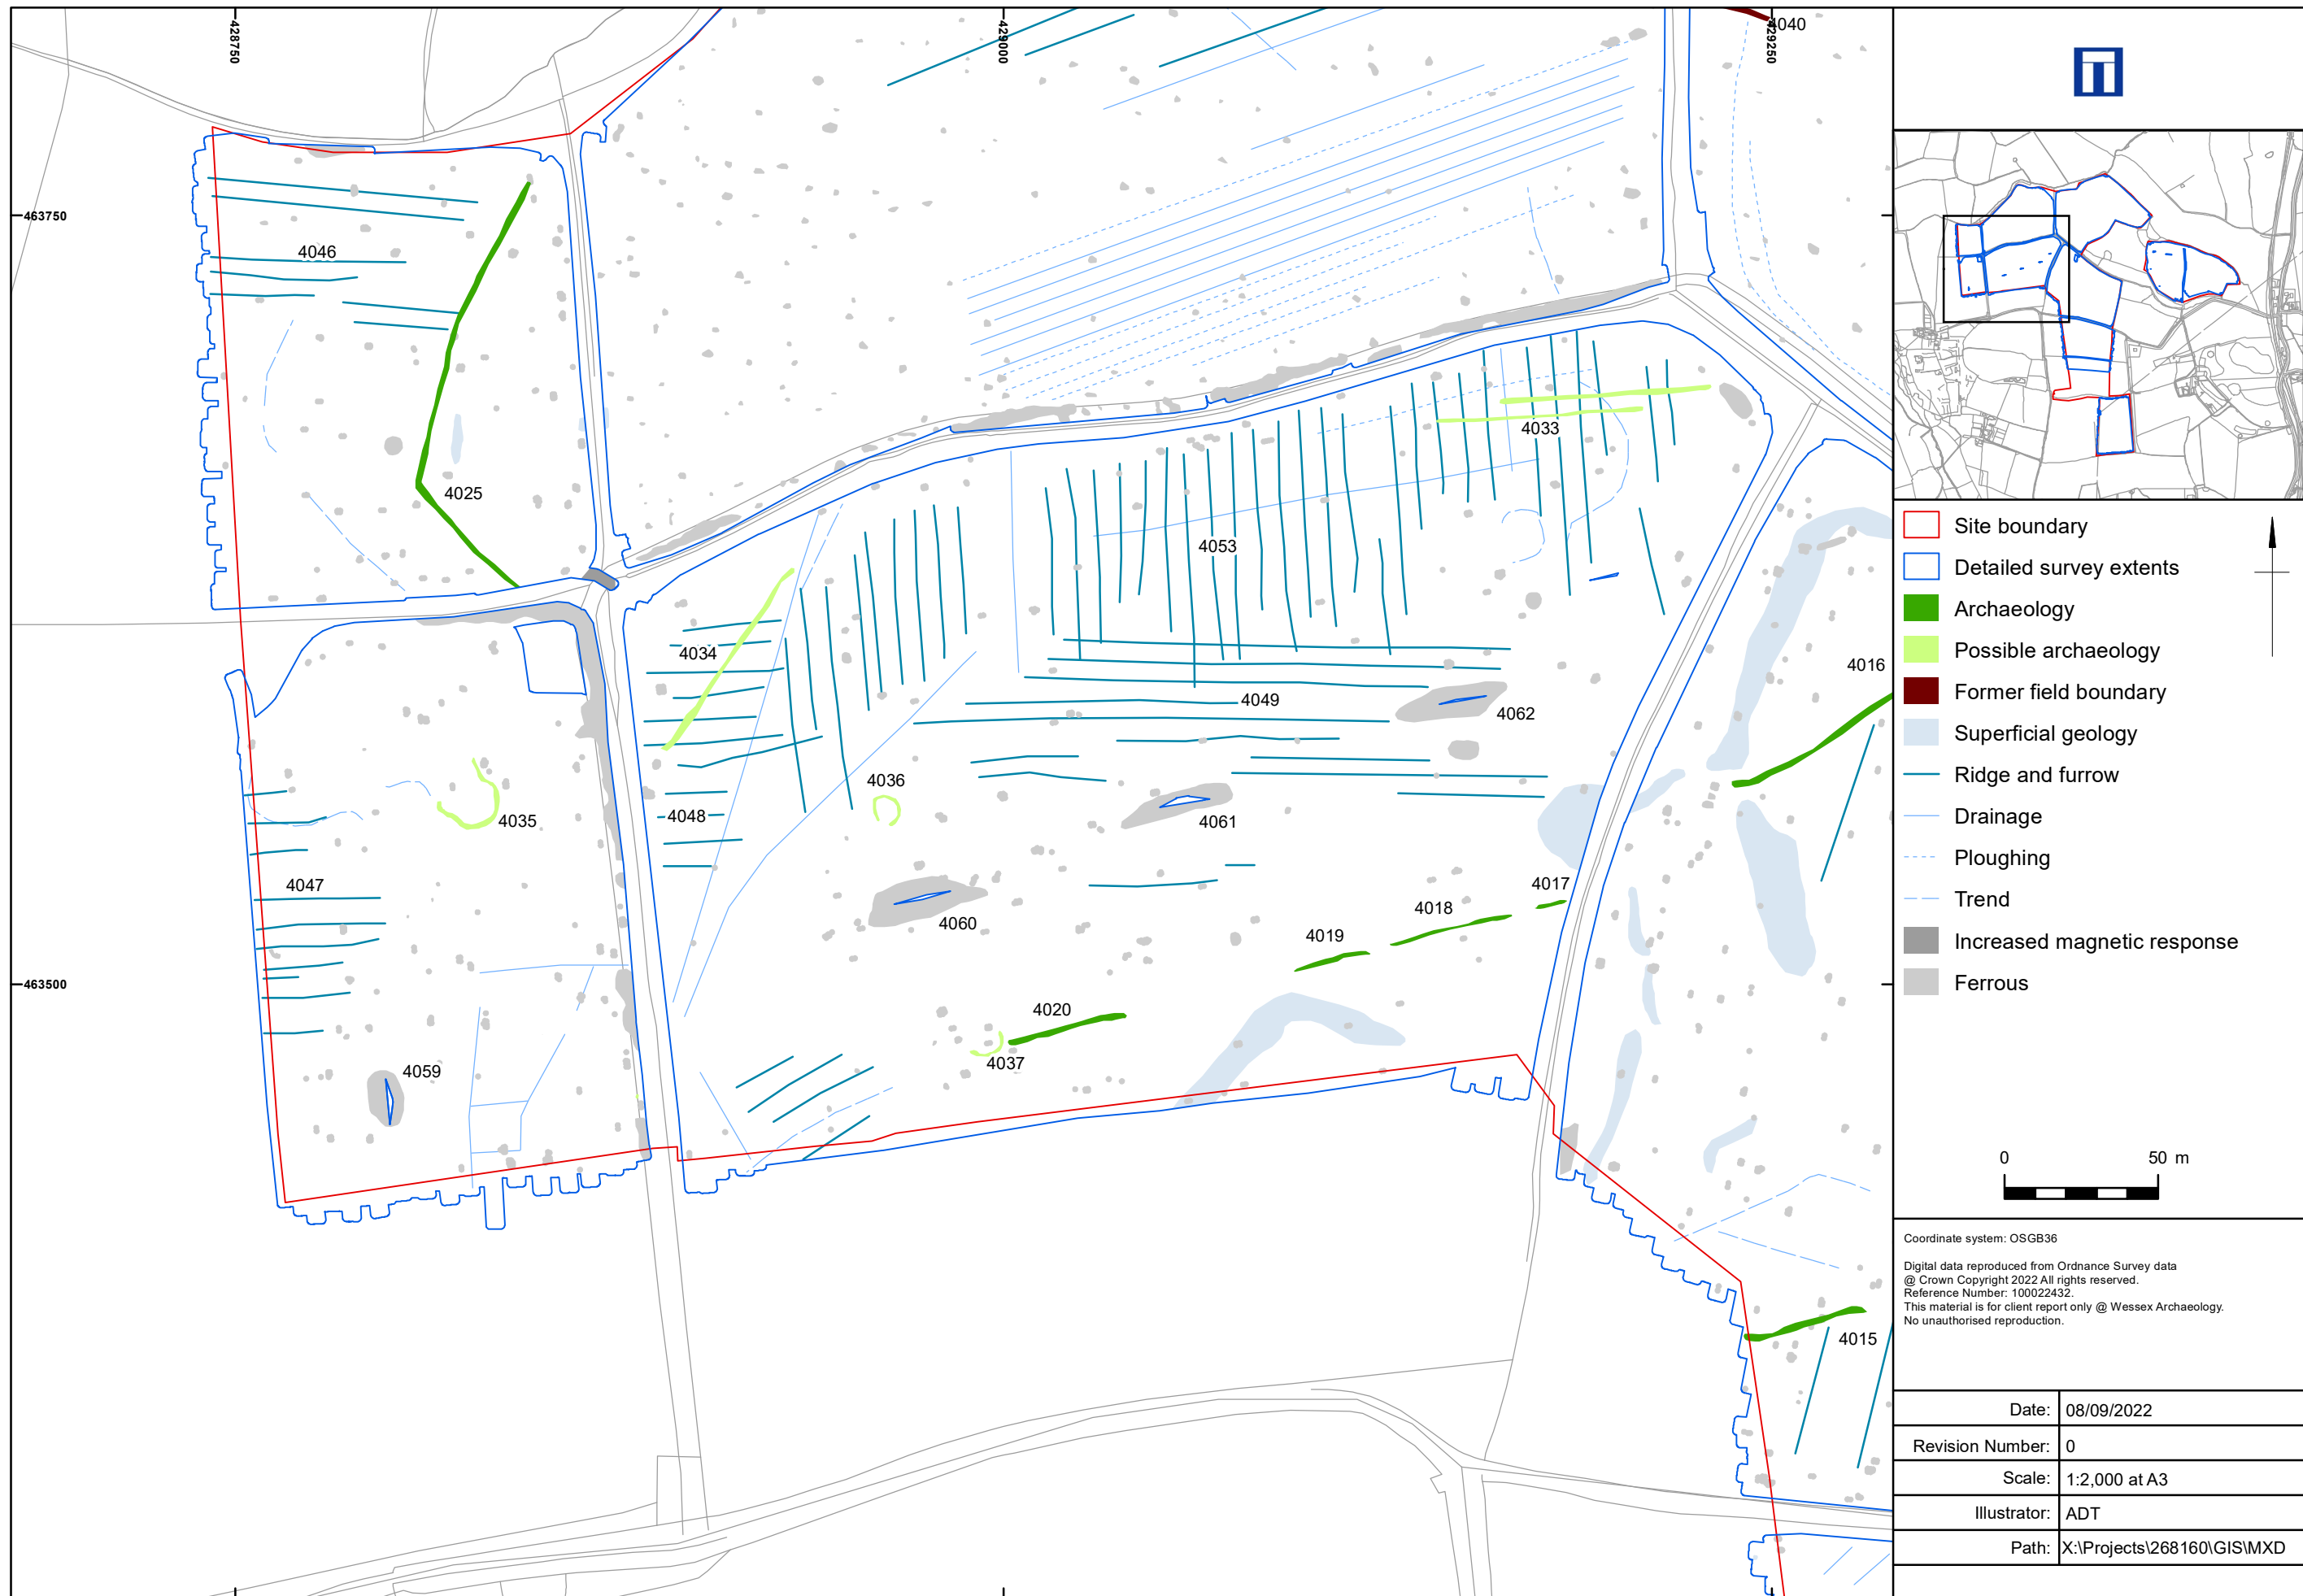 428750
429000
429250
4040
463750
4046
4025
4033
4053
4034
4016
4049
4062
4036
4035
4048
4061
4047
4017
4018
4060
4019
463500
4020
4037
4059
4015
Site boundary
Detailed survey extents
Archaeology
Possible archaeology
Former field boundary
Superficial geology
Ridge and furrow
Drainage
Ploughing
Trend
Increased magnetic response
Ferrous
0 50 m
Coordinate system: OSGB36
Digital data reproduced from Ordnance Survey data
@ Crown Copyright 2022 All rights reserved.
Reference Number: 100022432.
This material is for client report only @ Wessex Archaeology.
No unauthorised reproduction.
Date: 08/09/2022
Revision Number: 0
Scale: 1:2,000 at A3
Illustrator: ADT
Path: X:\Projects\268160\GIS\MXD